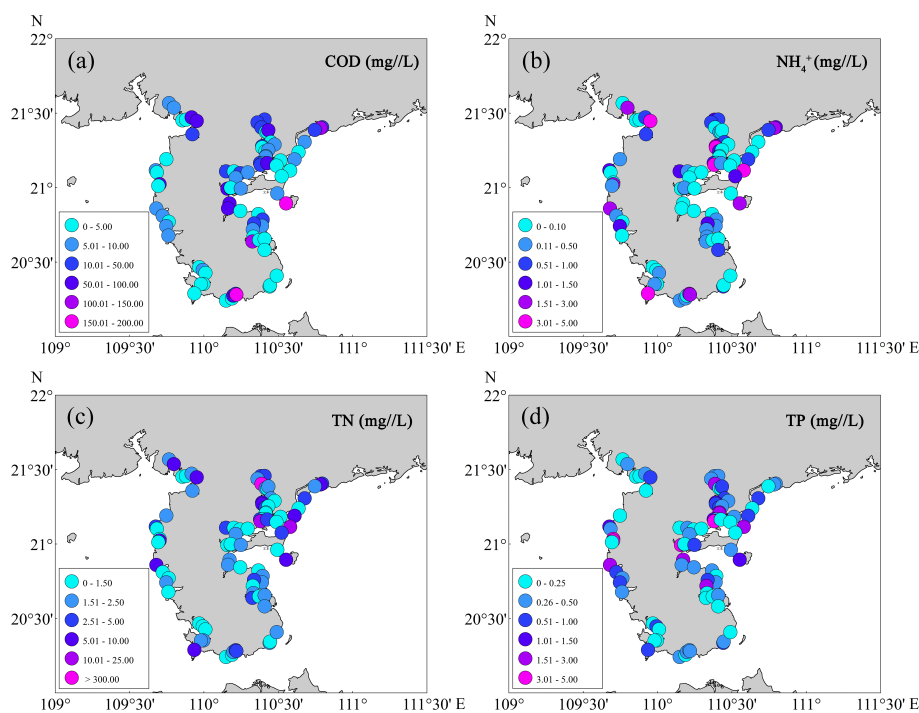 N
22°
(a)
COD (mg//L)
21°30'
21°
20°30'
0 - 5.00
5.01 - 10.00
10.01 - 50.00
50.01 - 100.00
100.01 - 150.00
150.01 - 200.00
109° 109°30' 110° 110°30' 111° 111°30' E
N
22°
(b)
NH₄⁺ (mg//L)
21°30'
21°
20°30'
0 - 0.10
0.11 - 0.50
0.51 - 1.00
1.01 - 1.50
1.51 - 3.00
3.01 - 5.00
109° 109°30' 110° 110°30' 111° 111°30' E
N
22°
(c)
TN (mg//L)
21°30'
21°
20°30'
0 - 1.50
1.51 - 2.50
2.51 - 5.00
5.01 - 10.00
10.01 - 25.00
> 300.00
109° 109°30' 110° 110°30' 111° 111°30' E
N
22°
(d)
TP (mg//L)
21°30'
21°
20°30'
0 - 0.25
0.26 - 0.50
0.51 - 1.00
1.01 - 1.50
1.51 - 3.00
3.01 - 5.00
109° 109°30' 110° 110°30' 111° 111°30' E